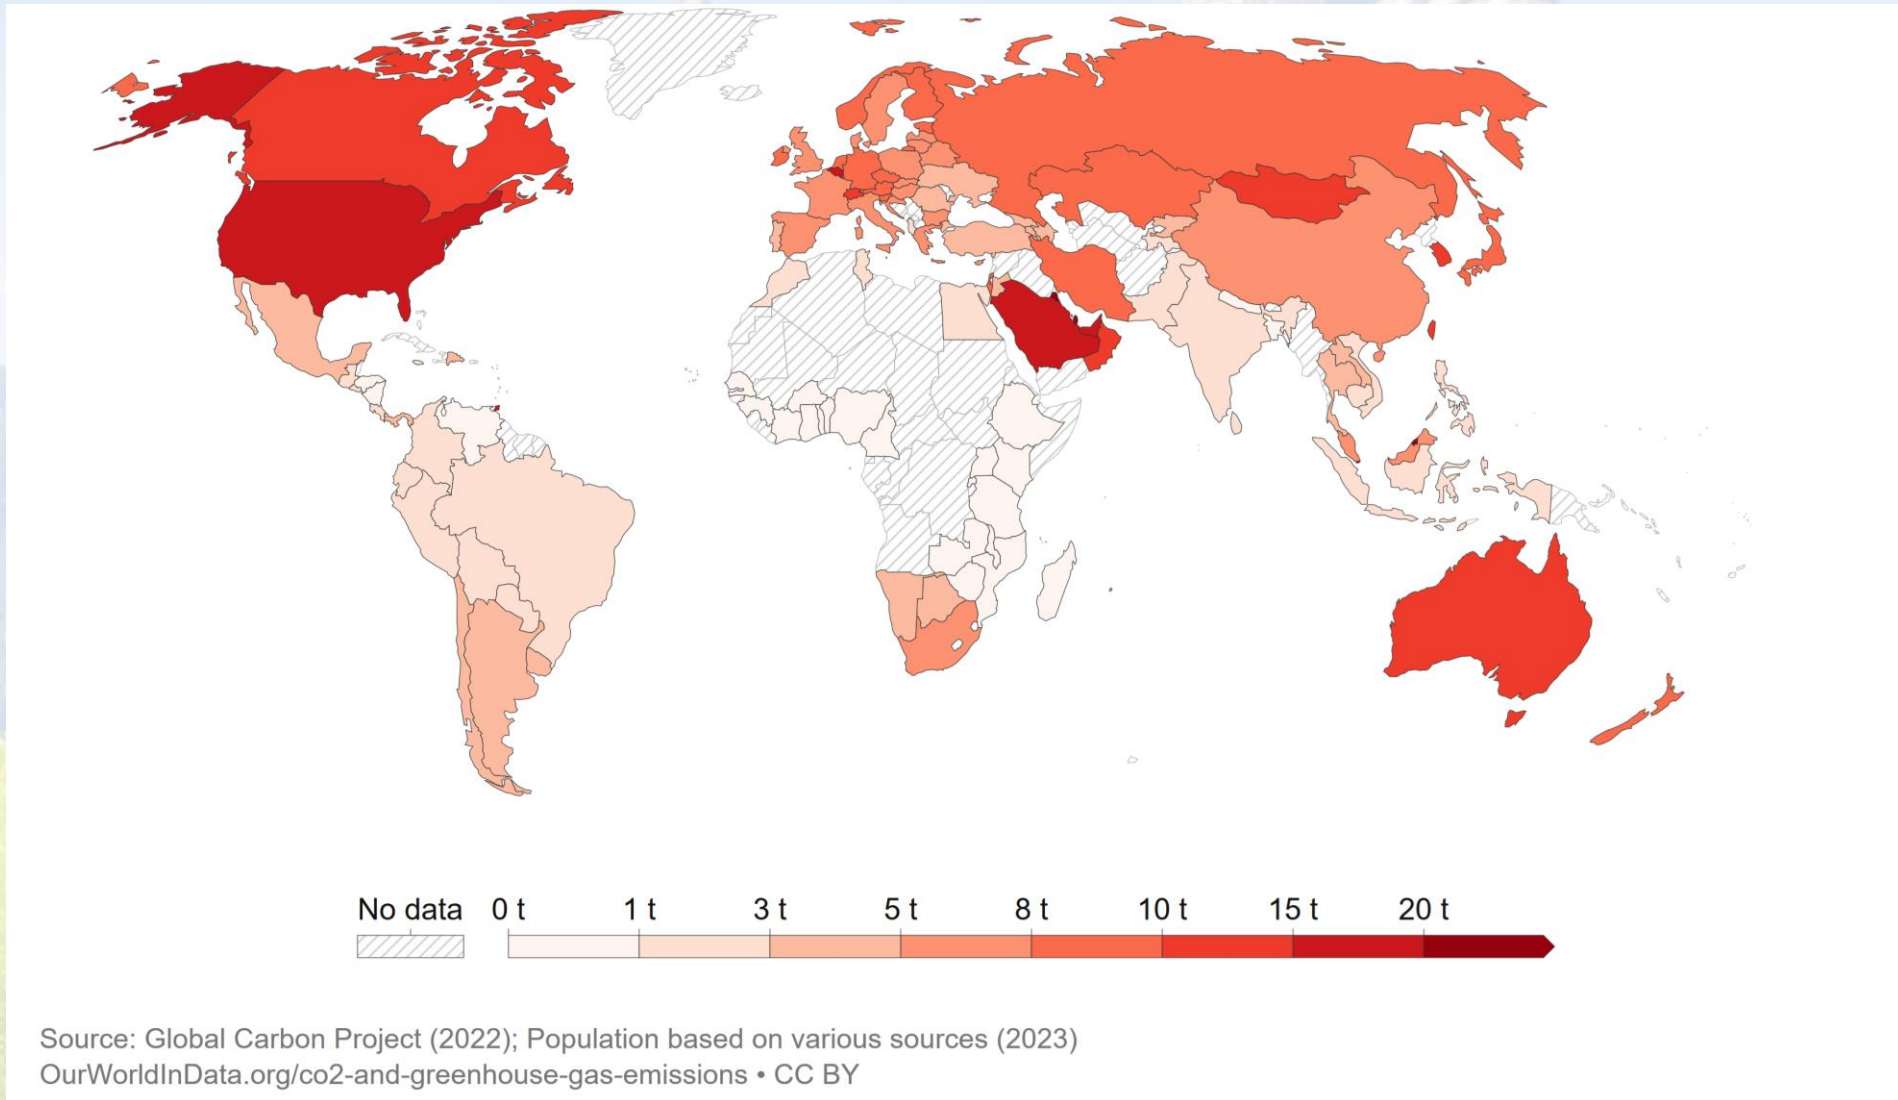 No data 0 t 1 t 3 t 5 t 8 t 10 t 15 t 20 t
Source: Global Carbon Project (2022); Population based on various sources (2023)
OurWorldInData.org/co2-and-greenhouse-gas-emissions • CC BY